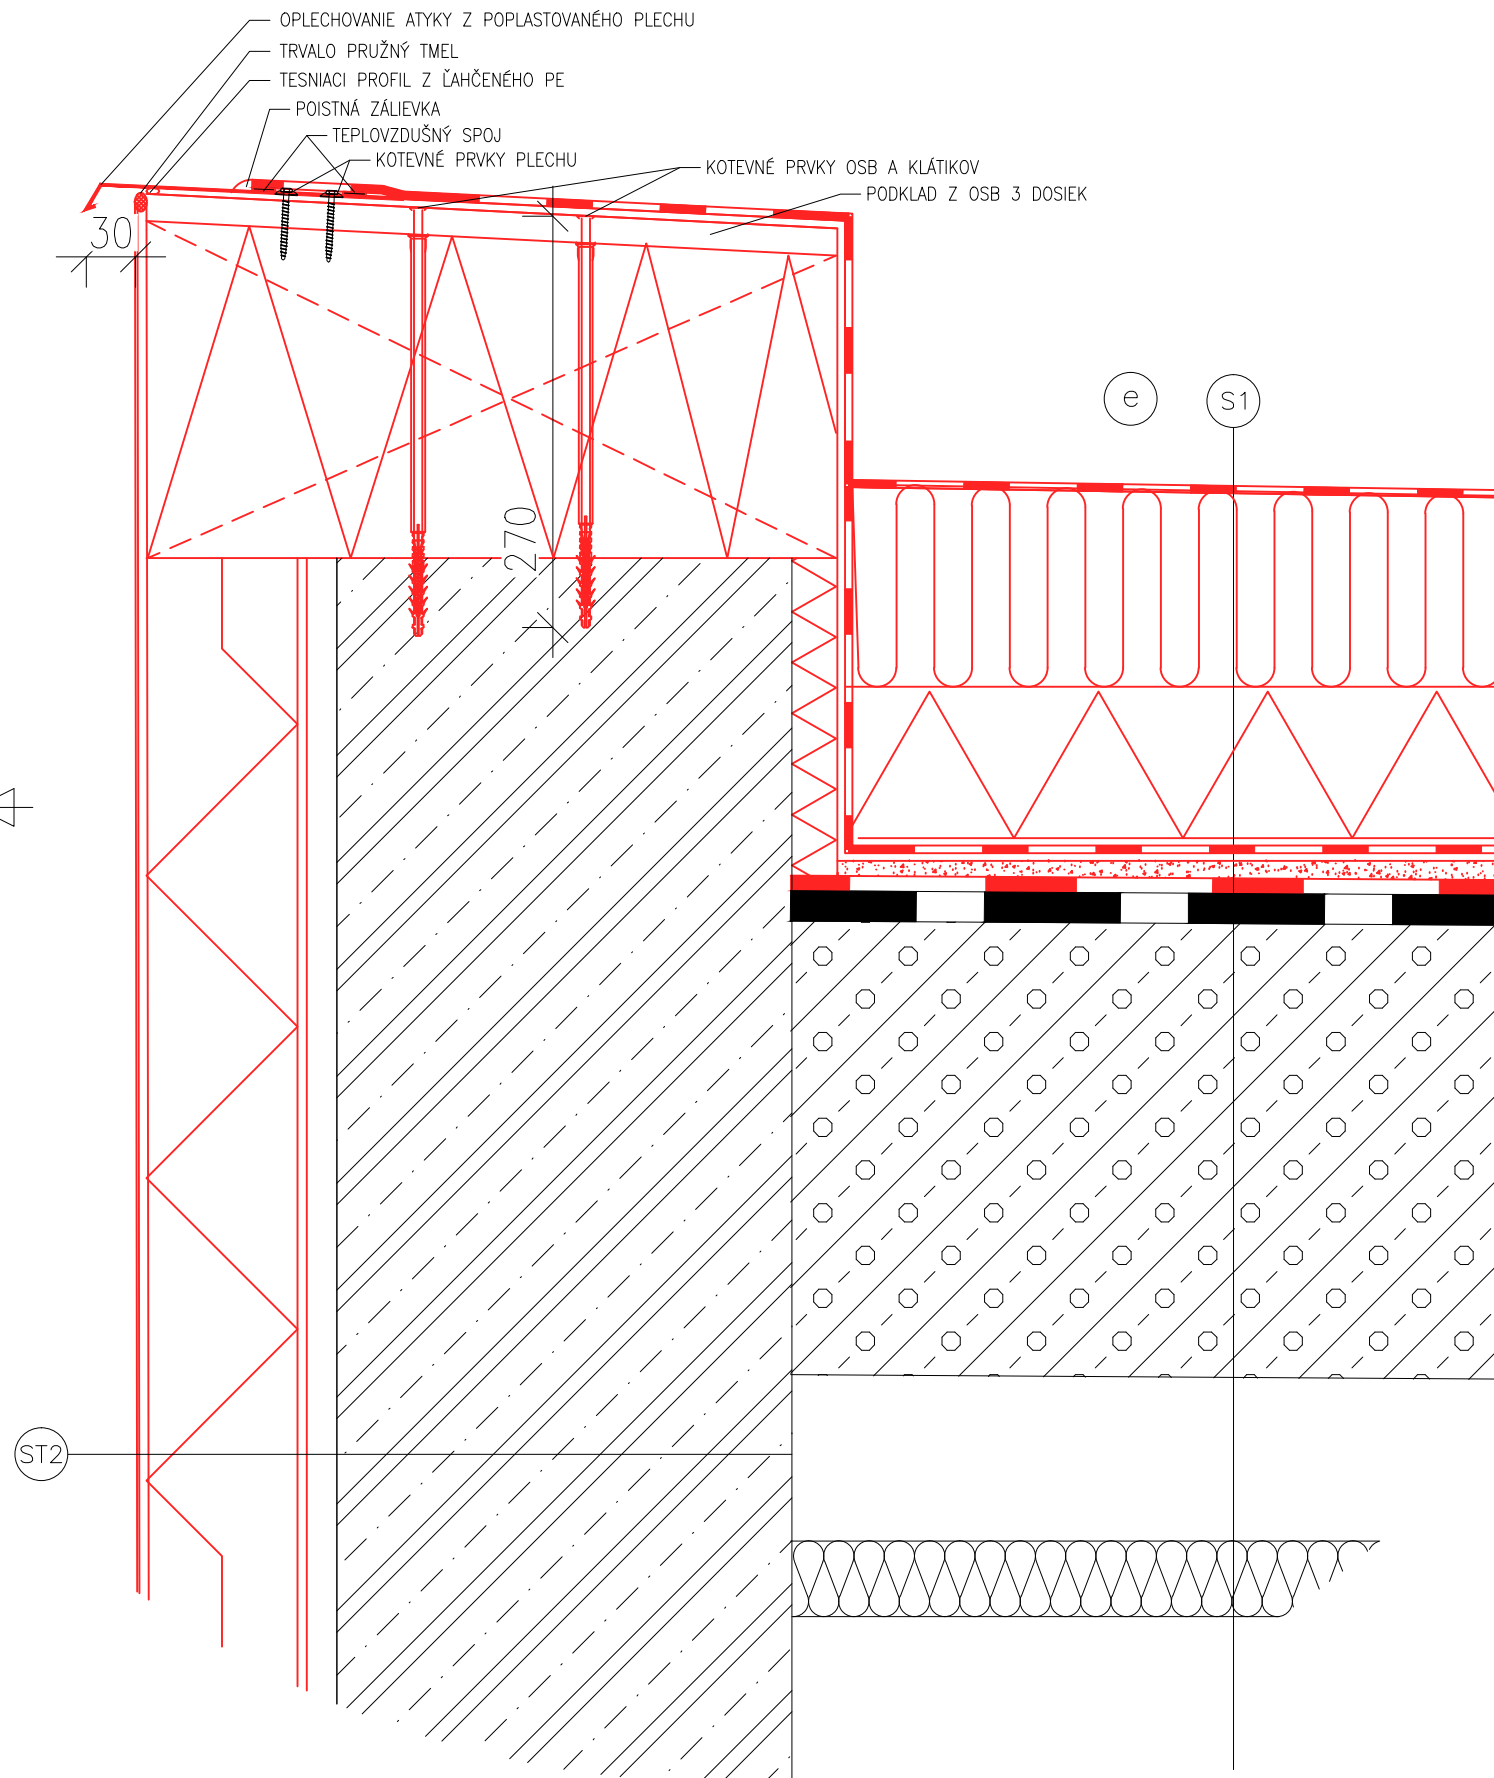 OPLECHOVANIE ATYKY Z POPLASTOVANÉHO PLECHU
TRVALO PRUŽNÝ TMEL
TESNIACI PROFIL Z ĽAHČENÉHO PE
POISTNÁ ZÁLIEVKA
TEPLOVZDUŠNÝ SPOJ
KOTEVNÉ PRVKY PLECHU
KOTEVNÉ PRVKY OSB A KLÁTIKOV
PODKLAD Z OSB 3 DOSIEK
30
e
S1
270
ST2